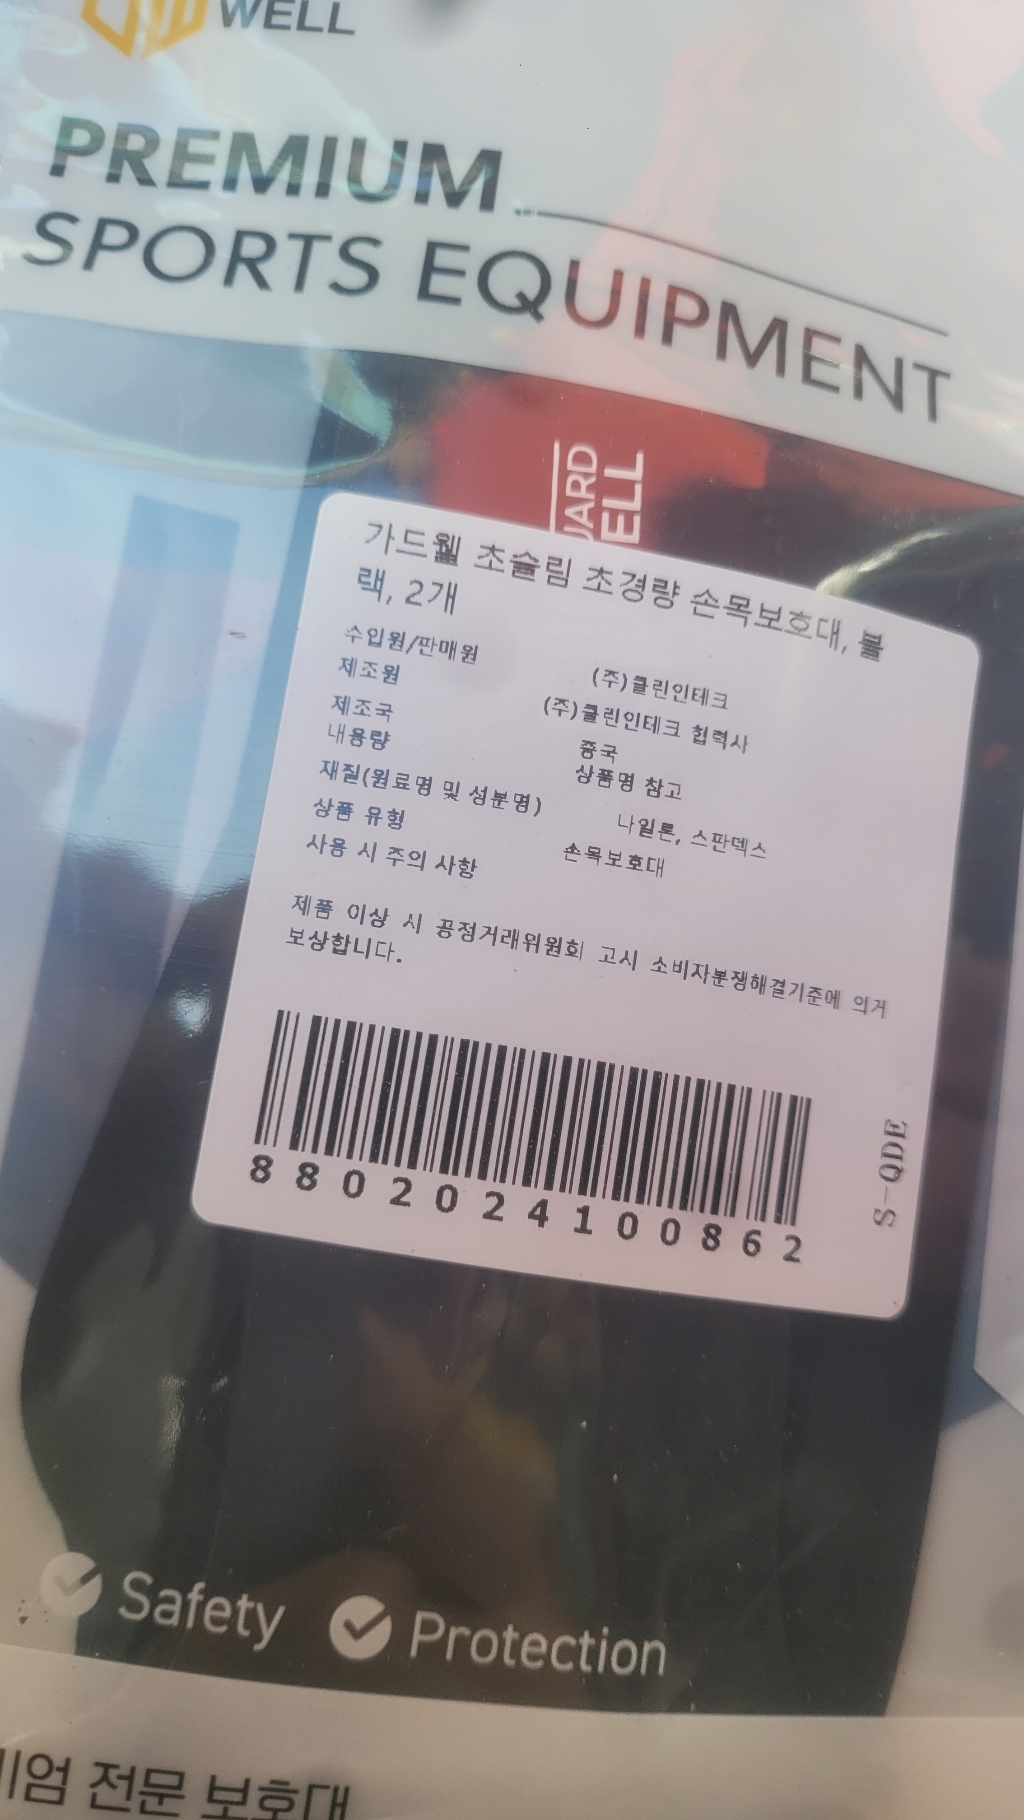 WELL
PREMIUM
SPORTS EQUIPMENT
가드웰 초슬림 초경량 손목보호대, 블
랙, 2개
수입원/판매원 (주)클린인테크
제조원 (주)클린인테크 협력사
제조국 중국
내용량 상품명 참고
재질(원료명 및 성분명) 나일론, 스판덱스
상품 유형 손목보호대
사용 시 주의 사항
제품 이상 시 공정거래위원회 고시 소비자분쟁해결기준에 의거
보상합니다.
8802024100862
S-QDE
Safety Protection
전문 보호대